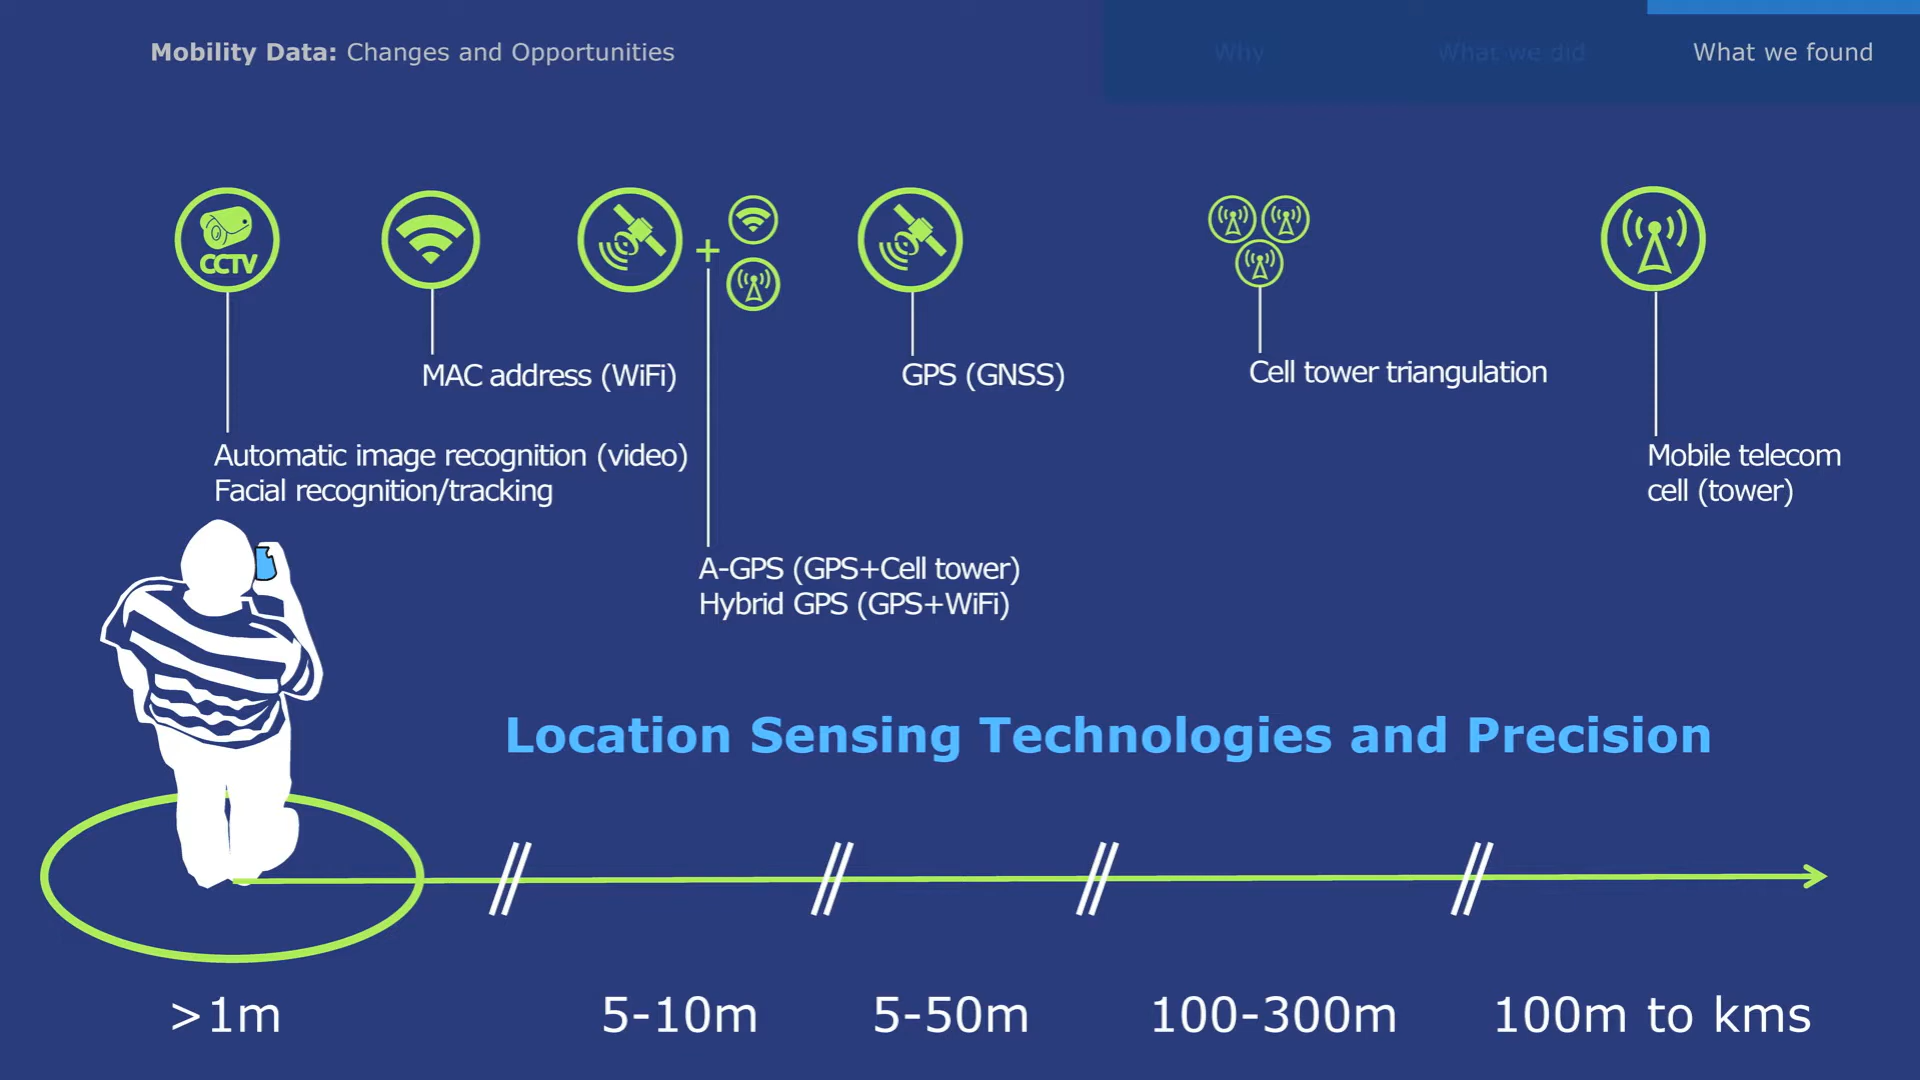 Mobility Data: Changes and Opportunities
Why
What we did
What we found
CCTV
MAC address (WiFi)
GPS (GNSS)
Cell tower triangulation
Automatic image recognition (video)
Facial recognition/tracking
Mobile telecom
cell (tower)
A-GPS (GPS+Cell tower)
Hybrid GPS (GPS+WiFi)
Location Sensing Technologies and Precision
>1m
5-10m
5-50m
100-300m
100m to kms